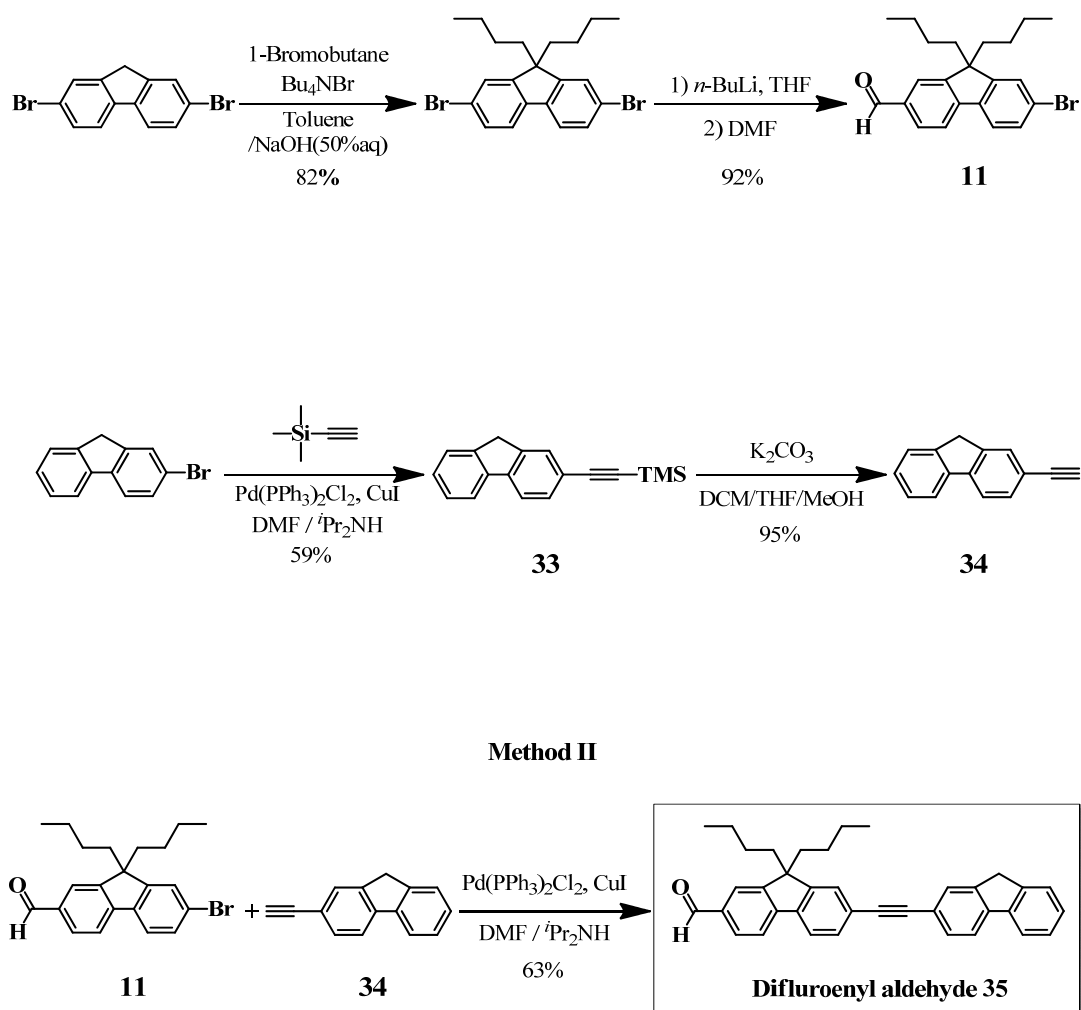 1-Bromobutane
Bu4NBr
Toluene
/NaOH(50%aq)
82%
Br
Br
Br
Br
1) n-BuLi, THF
2) DMF
92%
O
H
Br
11
Br
Si
Pd(PPh3)2Cl2, CuI
DMF / iPr2NH
59%
TMS
33
K2CO3
DCM/THF/MeOH
95%
34
Method II
O
H
Br
+
11
34
Pd(PPh3)2Cl2, CuI
DMF / iPr2NH
63%
O
H
Difluroenyl aldehyde 35